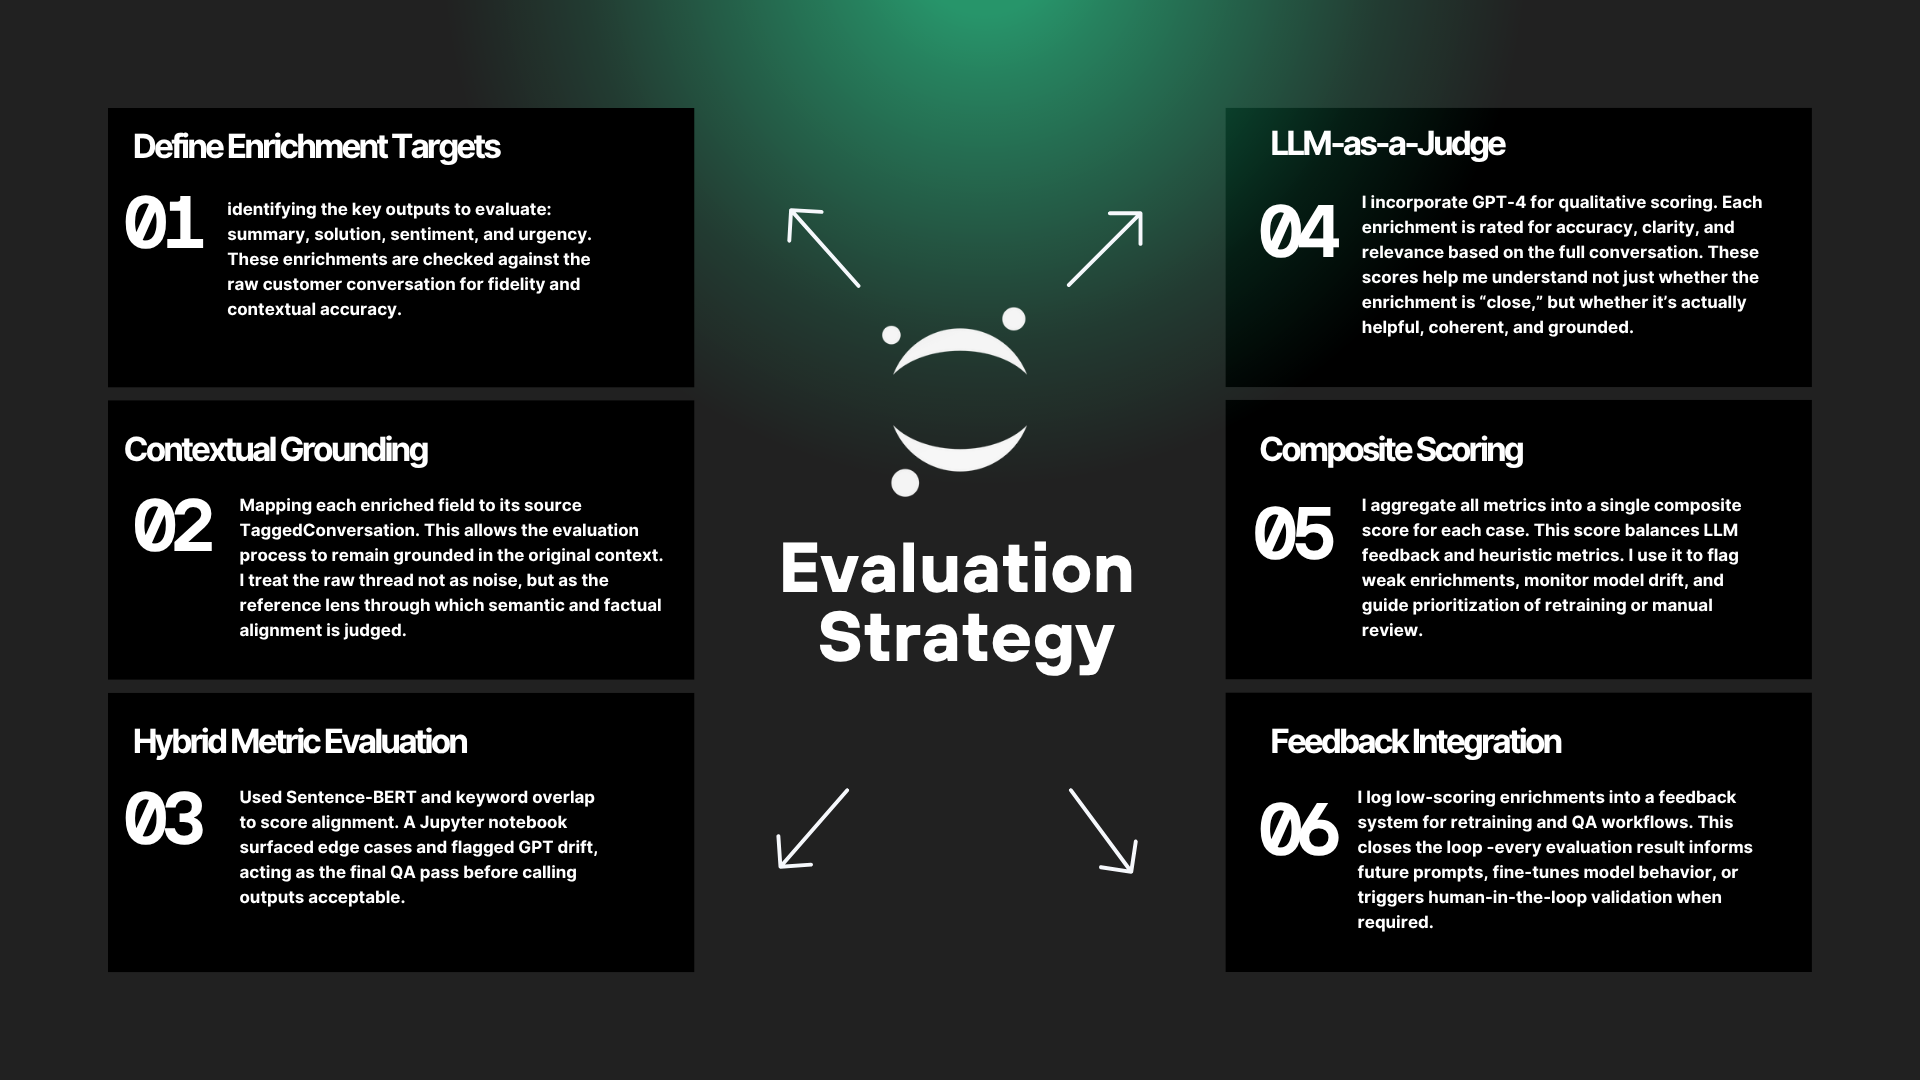 Define Enrichment Targets
01
identifying the key outputs to evaluate:
summary, solution, sentiment, and urgency.
These enrichments are checked against the
raw customer conversation for fidelity and
contextual accuracy.
Contextual Grounding
02
Mapping each enriched field to its source
TaggedConversation. This allows the evaluation
process to remain grounded in the original context.
I treat the raw thread not as noise, but as the
reference lens through which semantic and factual
alignment is judged.
Hybrid Metric Evaluation
03
Used Sentence-BERT and keyword overlap
to score alignment. A Jupyter notebook
surfaced edge cases and flagged GPT drift,
acting as the final QA pass before calling
outputs acceptable.
Evaluation
Strategy
LLM-as-a-Judge
04
I incorporate GPT-4 for qualitative scoring. Each
enrichment is rated for accuracy, clarity, and
relevance based on the full conversation. These
scores help me understand not just whether the
enrichment is “close,” but whether it’s actually
helpful, coherent, and grounded.
Composite Scoring
05
I aggregate all metrics into a single composite
score for each case. This score balances LLM
feedback and heuristic metrics. I use it to flag
weak enrichments, monitor model drift, and
guide prioritization of retraining or manual
review.
Feedback Integration
06
I log low-scoring enrichments into a feedback
system for retraining and QA workflows. This
closes the loop -every evaluation result informs
future prompts, fine-tunes model behavior, or
triggers human-in-the-loop validation when
required.